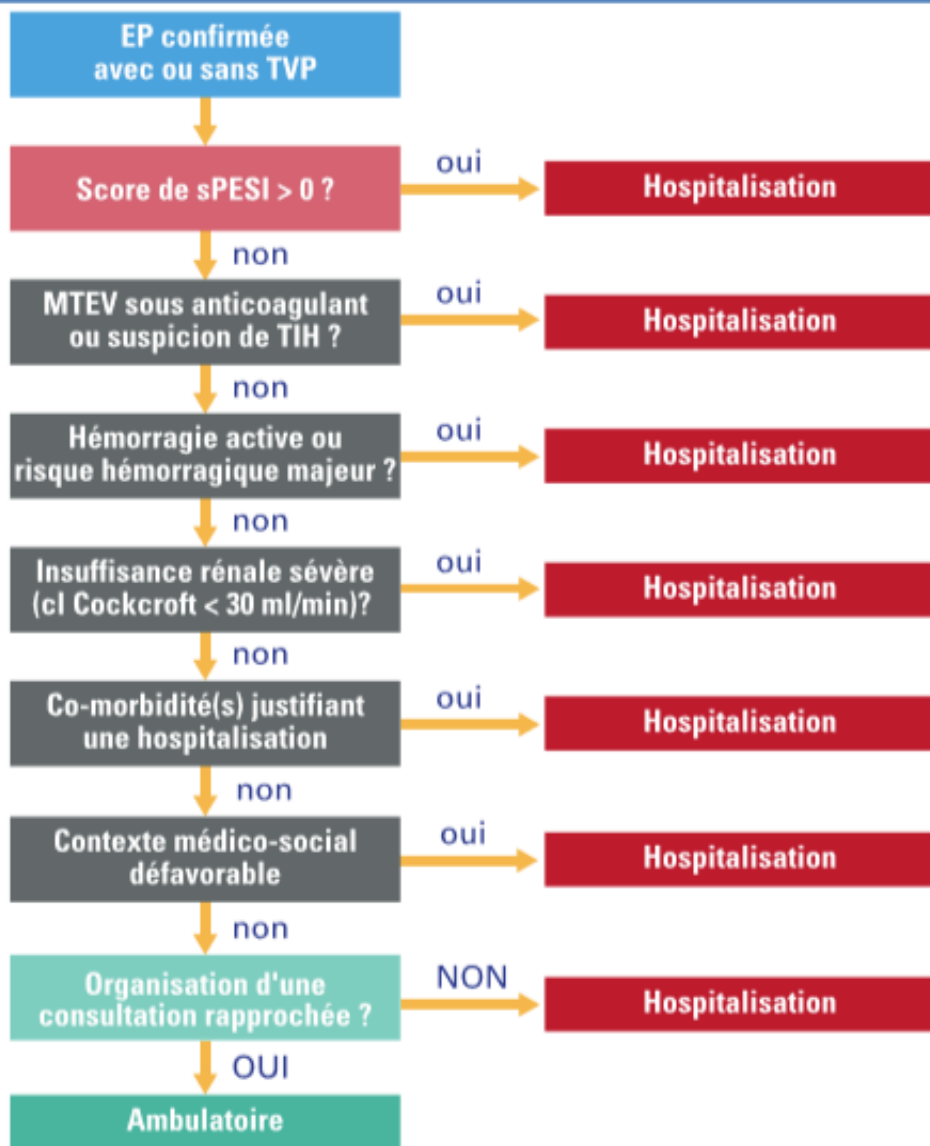 EP confirmée
avec ou sans TVP
Score de sPESI > 0 ?
oui
Hospitalisation
non
MTEV sous anticoagulant
ou suspicion de TIH ?
oui
Hospitalisation
non
Hémorragie active ou
risque hémorragique majeur ?
oui
Hospitalisation
non
Insuffisance rénale sévère
(cl Cockcroft < 30 ml/min)?
oui
Hospitalisation
non
Co-morbidité(s) justifiant
une hospitalisation
oui
Hospitalisation
non
Contexte médico-social
défavorable
oui
Hospitalisation
non
Organisation d'une
consultation rapprochée ?
NON
Hospitalisation
OUI
Ambulatoire